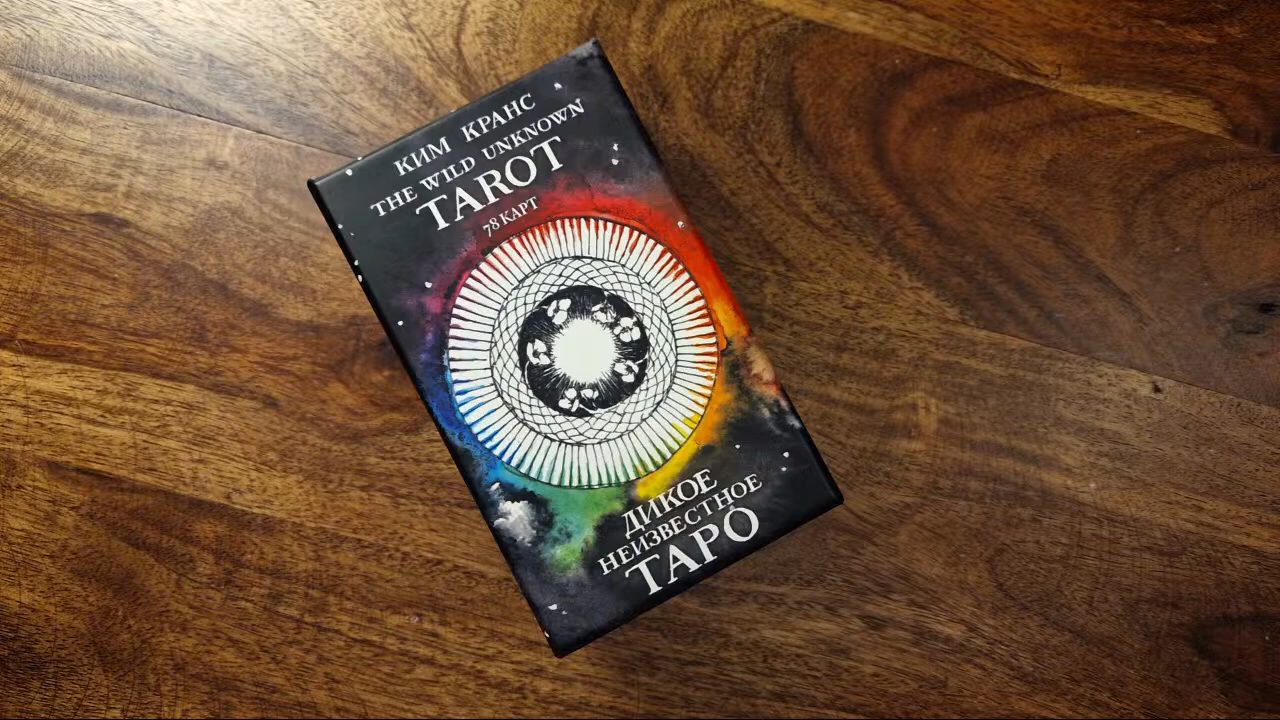 КИМ КРАНС
THE WILD UNKNOWN
TAROT
78 КАРТ
ДИКОЕ
НЕИЗВЕСТНОЕ
ТАРО